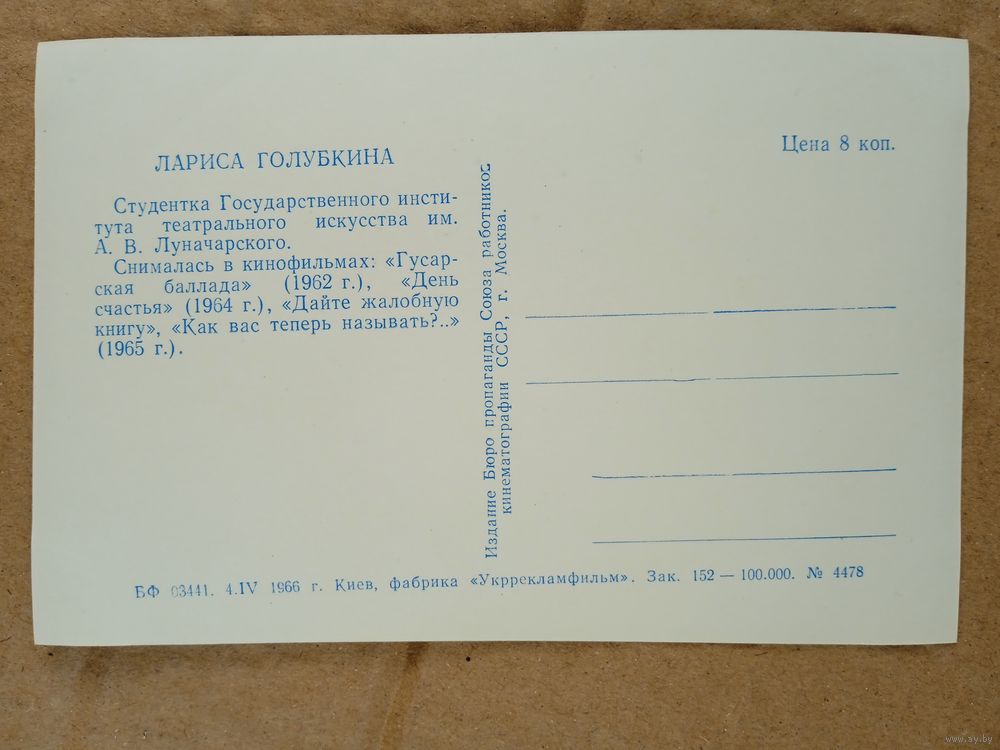 ЛАРИСА ГОЛУБКИНА
Студентка Государственного инсти-
тута театрального искусства им.
А. В. Луначарского.
Снималась в кинофильмах: «Гусар-
ская баллада» (1962 г.), «День
счастья» (1964 г.), «Дайте жалобную
книгу», «Как вас теперь называть?..»
(1965 г.).
Издание Бюро пропаганды Союза работников
кинематографии СССР, г. Москва.
Цена 8 коп.
БФ 03441. 4.IV 1966 г. Киев, фабрика «Укррекламфильм». Зак. 152 — 100.000. № 4478
www.ay.by